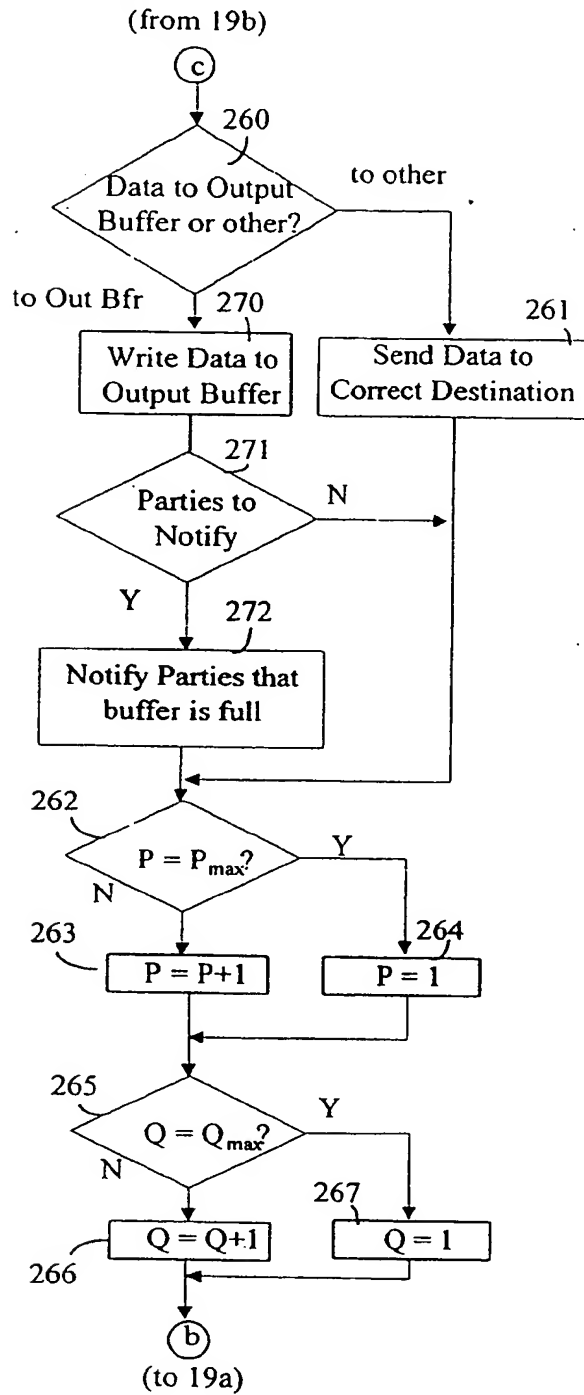 (from 19b)
c
260
Data to Output
Buffer or other?
to other
to Out Bfr
270
261
Write Data to
Output Buffer
Send Data to
Correct Destination
271
Parties to
Notify
N
Y
272
Notify Parties that
buffer is full
262
P = Pmax?
Y
N
263
P = P+1
264
P = 1
265
Q = Qmax?
Y
N
266
Q = Q+1
267
Q = 1
b
(to 19a)